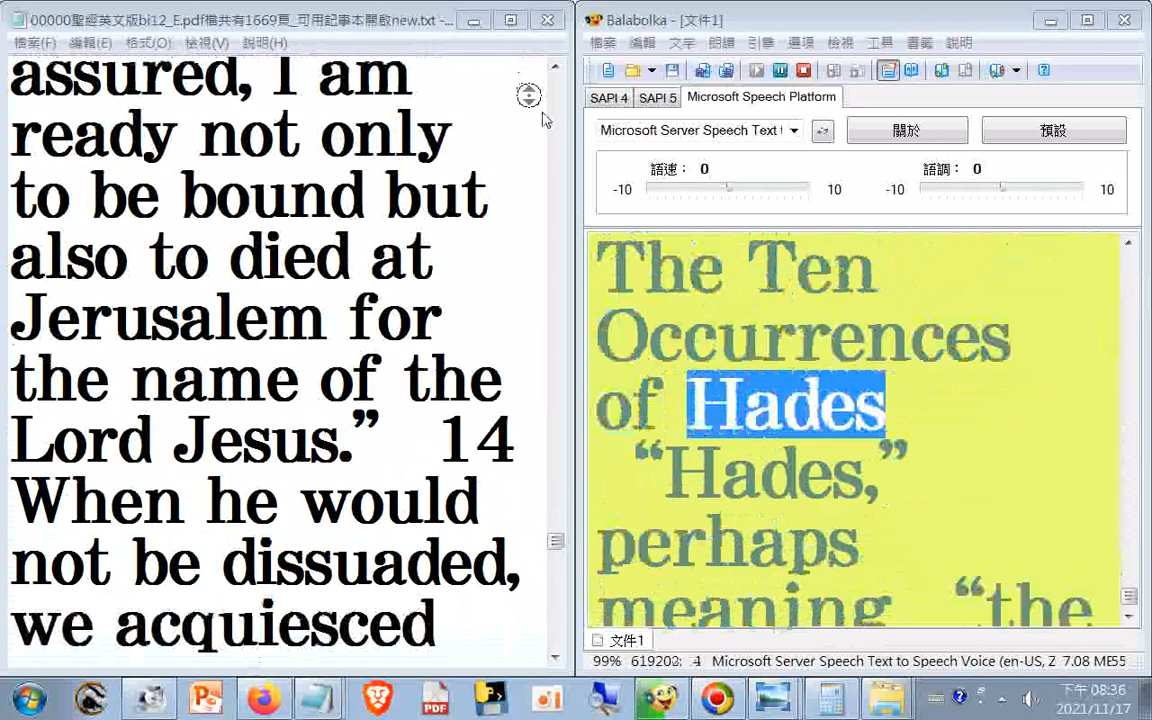 00000聖經英文版bi12_E.pdf檔共有1669頁_可用記事本開啟new.txt -...
檔案(F) 編輯(E) 格式(O) 檢視(V) 說明(H)
assured, I am
ready not only
to be bound but
also to died at
Jerusalem for
the name of the
Lord Jesus.” 14
When he would
not be dissuaded,
we acquiesced
Balabolka - [文件1]
檔案 編輯 文字 朗讀 引擎 選項 檢視 工具 書籤 說明
SAPI 4 SAPI 5 Microsoft Speech Platform
Microsoft Server Speech Text 關於 預設
語速： 0 語調： 0
-10 10 -10 10
The Ten
Occurrences
of Hades
“Hades,”
perhaps
meaning “the
文件1
99% 619202: 4 Microsoft Server Speech Text to Speech Voice (en-US, Z 7.08 ME55
PDF
下午 08:36
2021/11/17